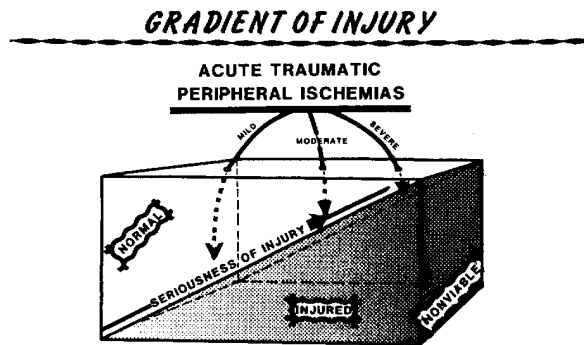 GRADIENT OF INJURY
ACUTE TRAUMATIC
PERIPHERAL ISCHEMIAS
MILD
MODERATE
SEVERE
NORMAL
SERIOUSNESS OF INJURY
INJURED
NONVIABLE